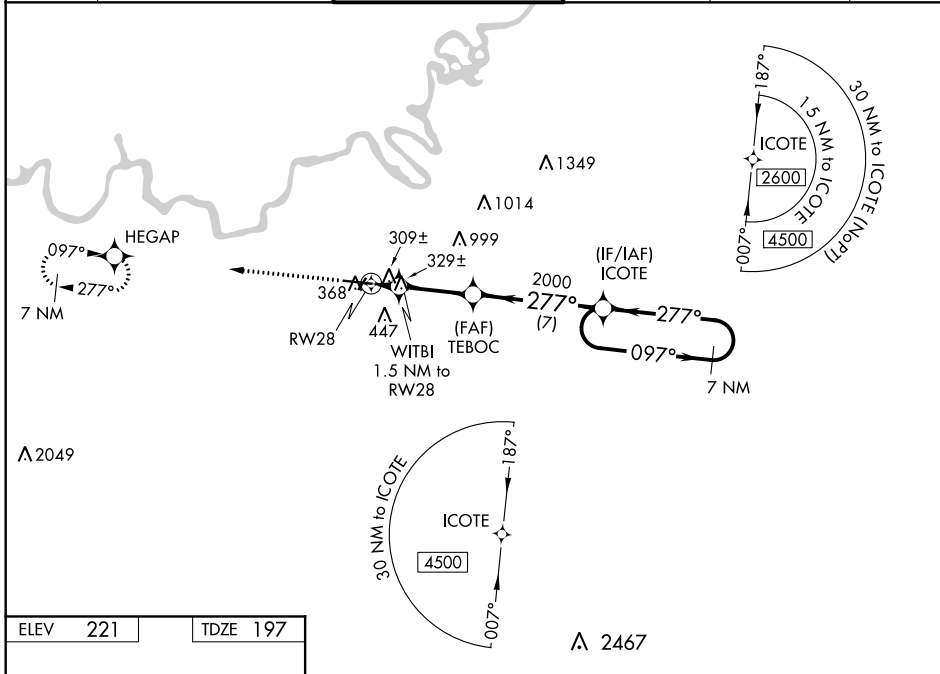 187°
30 NM to ICOTE (NoPT)
15 NM to ICOTE
ICOTE
2600
4500
007°
1349
1014
999
309±
329±
HEGAP
097°
277°
7 NM
368
RW28
447
WITBI
1.5 NM to
RW28
(FAF)
TEBOC
2000
277°
(7)
(IF/IAF)
ICOTE
277°
097°
7 NM
2049
30 NM to ICOTE
187°
ICOTE
4500
007°
2467
ELEV 221
TDZE 197